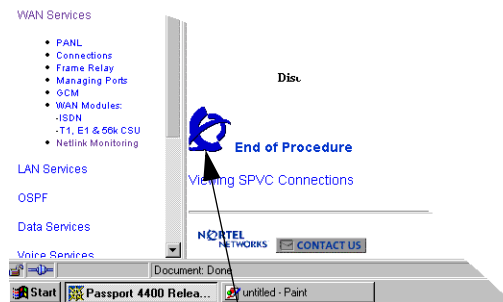 WAN Services
PANL
Connections
Frame Relay
Managing Ports
GCM
WAN Modules:
-ISDN
-T1, E1 & 56k CSU
Netlink Monitoring
LAN Services
OSPF
Data Services
Voice Services
End of Procedure
Viewing SPVC Connections
NORTEL
NETWORKS
CONTACT US
Document: Done
Start
Passport 4400 Relea...
untitled - Paint